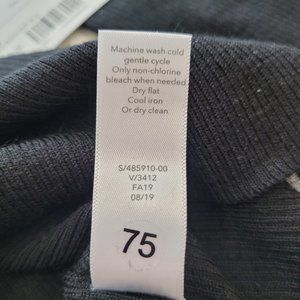 Machine wash cold
gentle cycle
Only non-chlorine
bleach when needed
Dry flat
Cool iron
Or dry clean
S/485910-00
V/3412
FA19
08/19
75